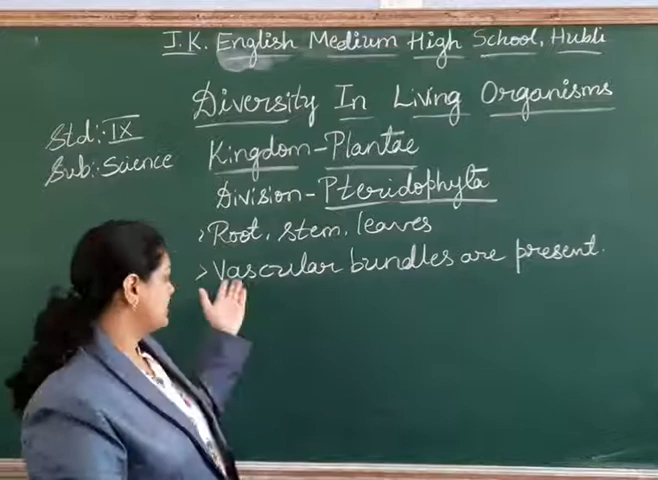 J.K. English Medium High School, Hubli
Diversity In Living Organisms
Std:- IX
Sub:- Science
Kingdom-Plantae
Division-Pteridophyta
> Root, stem, leaves
> Vascular bundles are present.